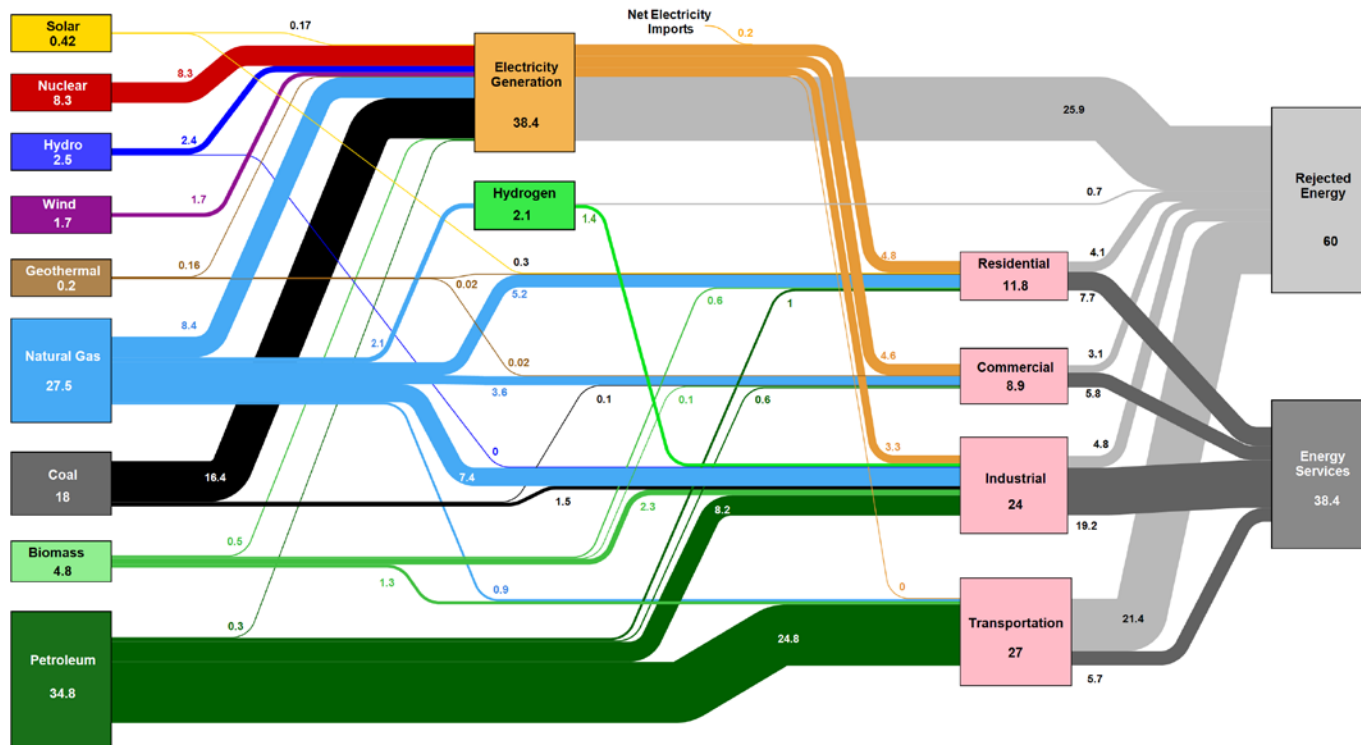 Solar
0.42
0.17
Net Electricity
Imports
0.2
Nuclear
8.3
8.3
Electricity
Generation
38.4
25.9
Hydro
2.5
2.4
Rejected
Energy
60
Hydrogen
2.1
1.4
0.7
Wind
1.7
1.7
Geothermal
0.2
0.16
0.02
0.3
5.2
0.6
1
4.8
Residential
11.8
4.1
7.7
Natural Gas
27.5
8.4
2.1
0.02
3.6
0.1
0.1
0.6
4.6
Commercial
8.9
3.1
5.8
Coal
18
16.4
0
7.4
1.5
2.3
8.2
3.3
Industrial
24
4.8
19.2
Energy
Services
38.4
Biomass
4.8
0.5
1.3
0.9
0
Petroleum
34.8
0.3
24.8
Transportation
27
21.4
5.7